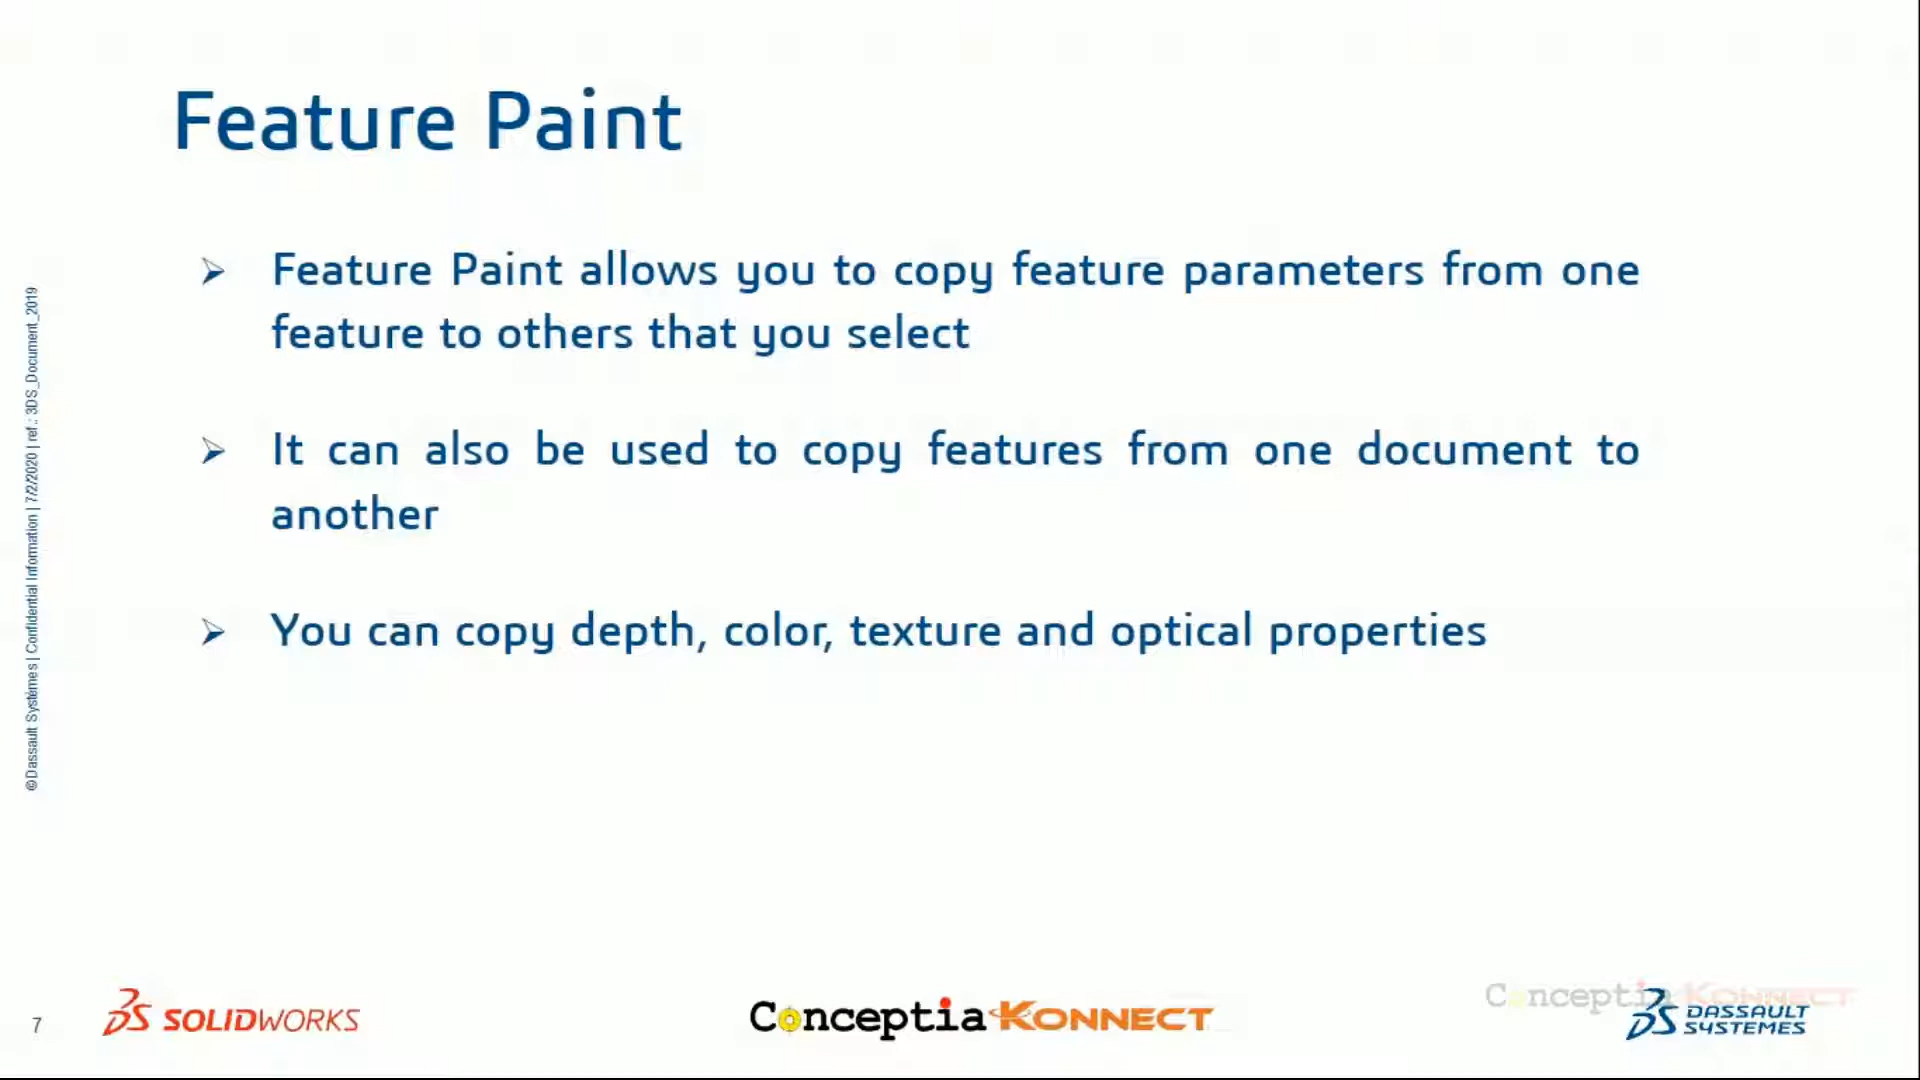 Feature Paint
➢ Feature Paint allows you to copy feature parameters from one
feature to others that you select
➢ It can also be used to copy features from one document to
another
➢ You can copy depth, color, texture and optical properties
©Dassault Systèmes | Confidential Information | 7/2/2020 | ref.: 3DS_Document_2019
7
SOLIDWORKS
Conceptia KONNECT
Conceptia KONNECT
DASSAULT
SYSTEMES